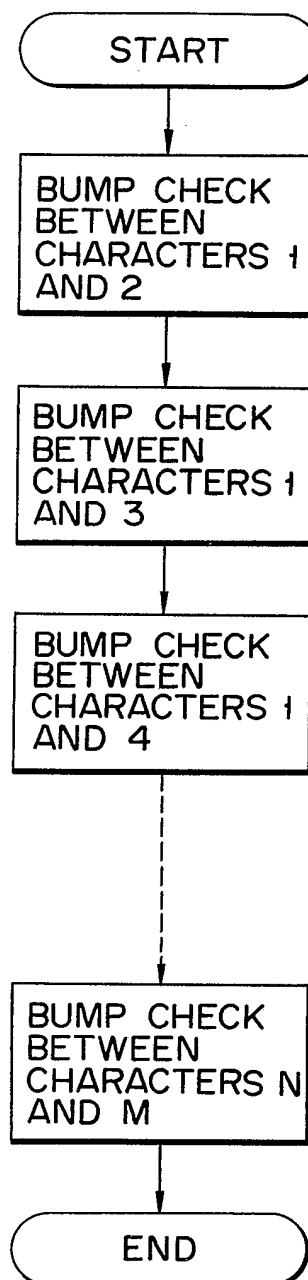 START
BUMP CHECK
BETWEEN
CHARACTERS 1
AND 2
BUMP CHECK
BETWEEN
CHARACTERS 1
AND 3
BUMP CHECK
BETWEEN
CHARACTERS 1
AND 4
BUMP CHECK
BETWEEN
CHARACTERS N
AND M
END